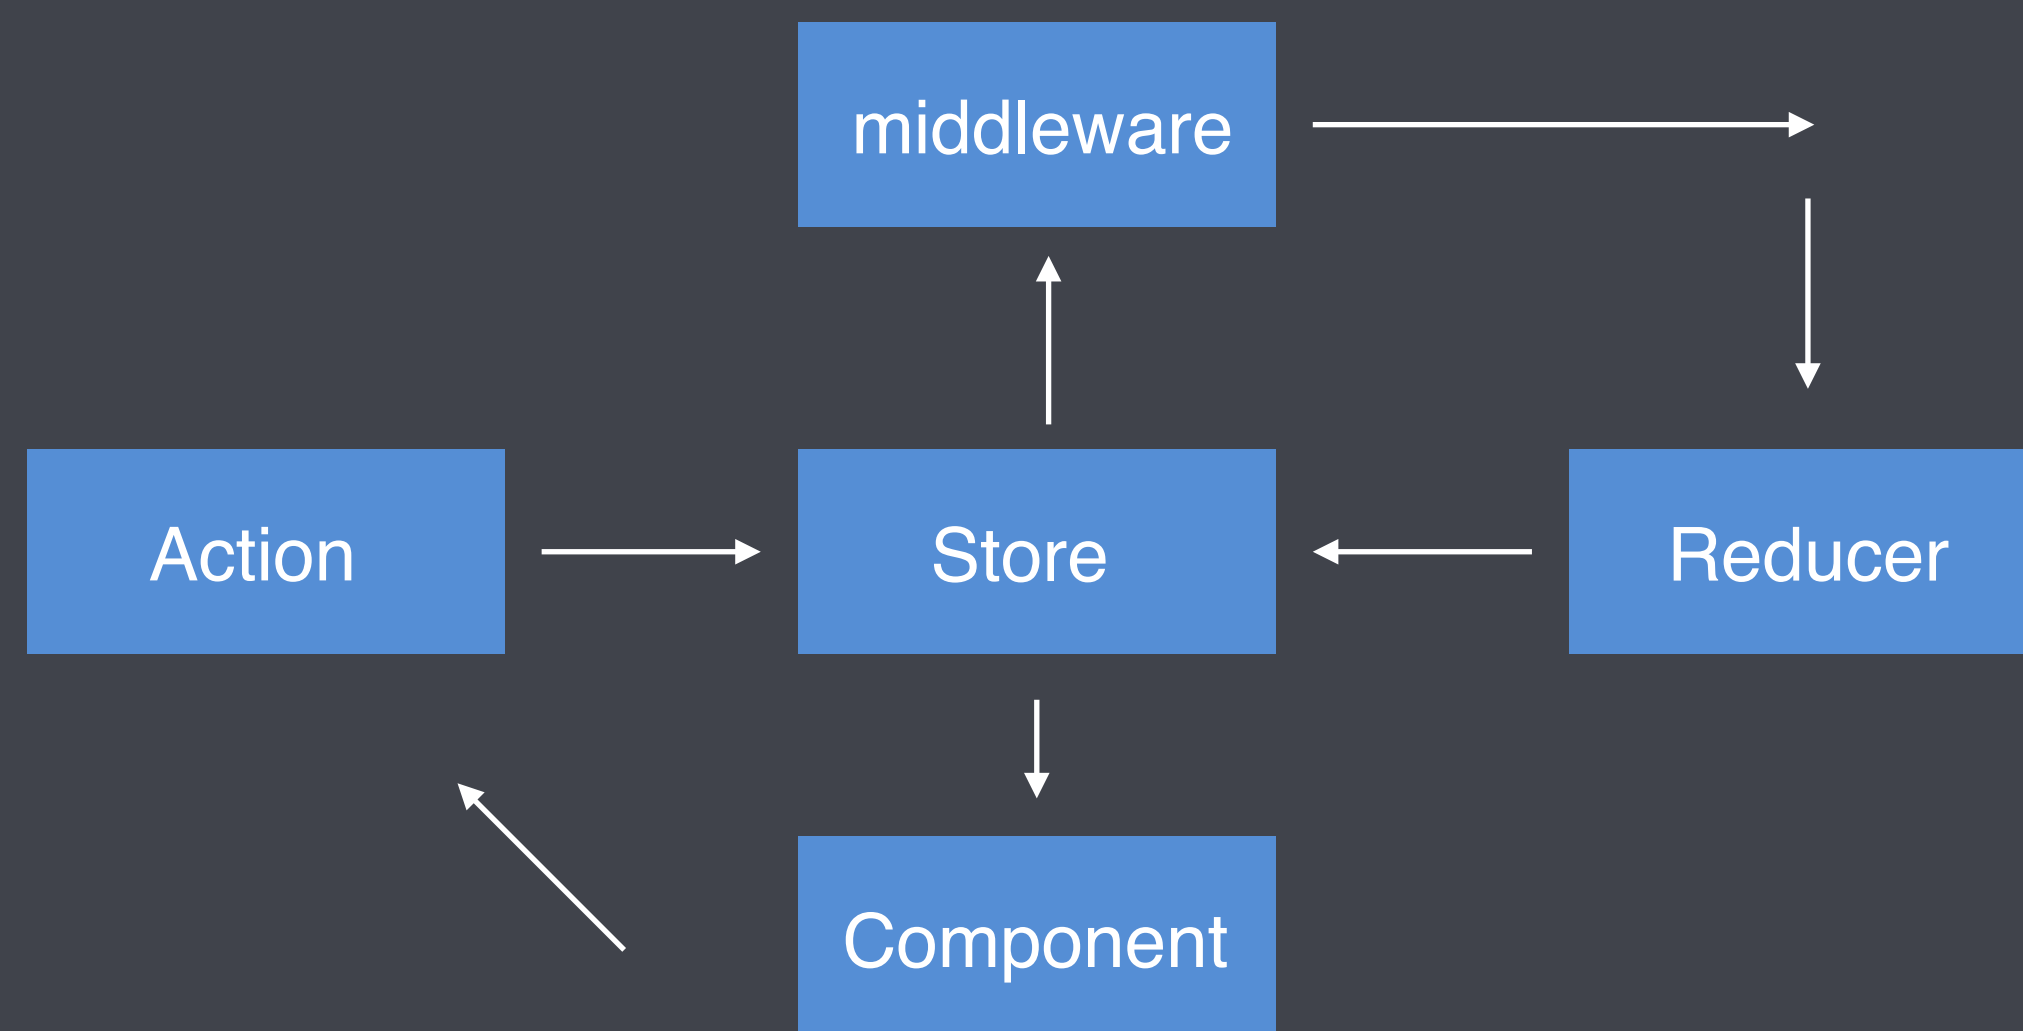 middleware
Action
Store
Reducer
Component